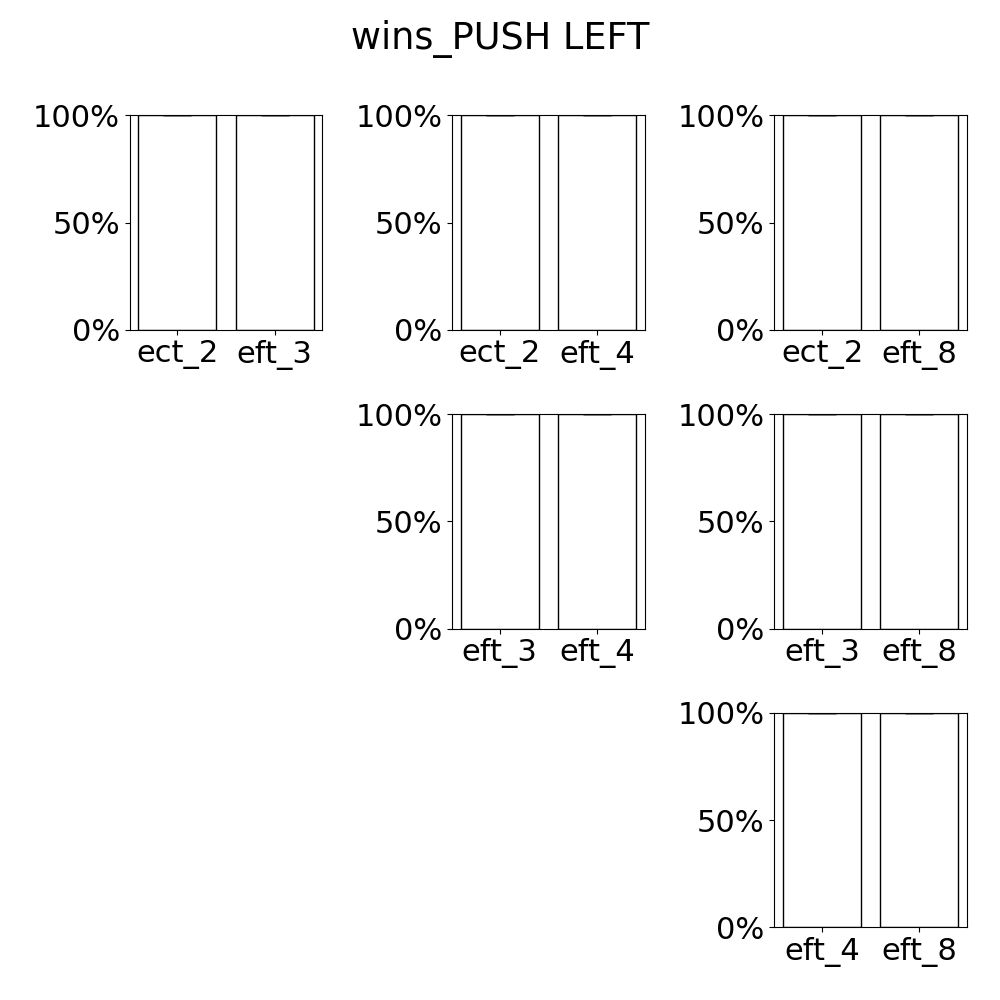 wins_PUSH LEFT
100% 100% 100%
50% 50% 50%
0% 0% 0%
ect_2 eft_3 ect_2 eft_4 ect_2 eft_8
100% 100%
50% 50%
0% 0%
eft_3 eft_4 eft_3 eft_8
100%
50%
0%
eft_4 eft_8